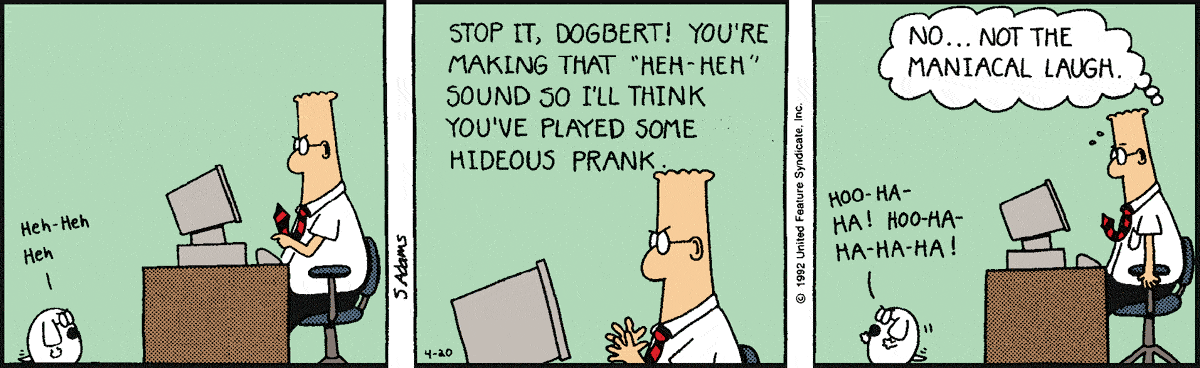 Heh-Heh
Heh
STOP IT, DOGBERT! YOU'RE
MAKING THAT "HEH-HEH"
SOUND SO I'LL THINK
YOU'VE PLAYED SOME
HIDEOUS PRANK.
4-20
S Adams
NO... NOT THE
MANIACAL LAUGH.
HOO-HA-
HA! HOO-HA-
HA-HA-HA!
© 1992 United Feature Syndicate, Inc.